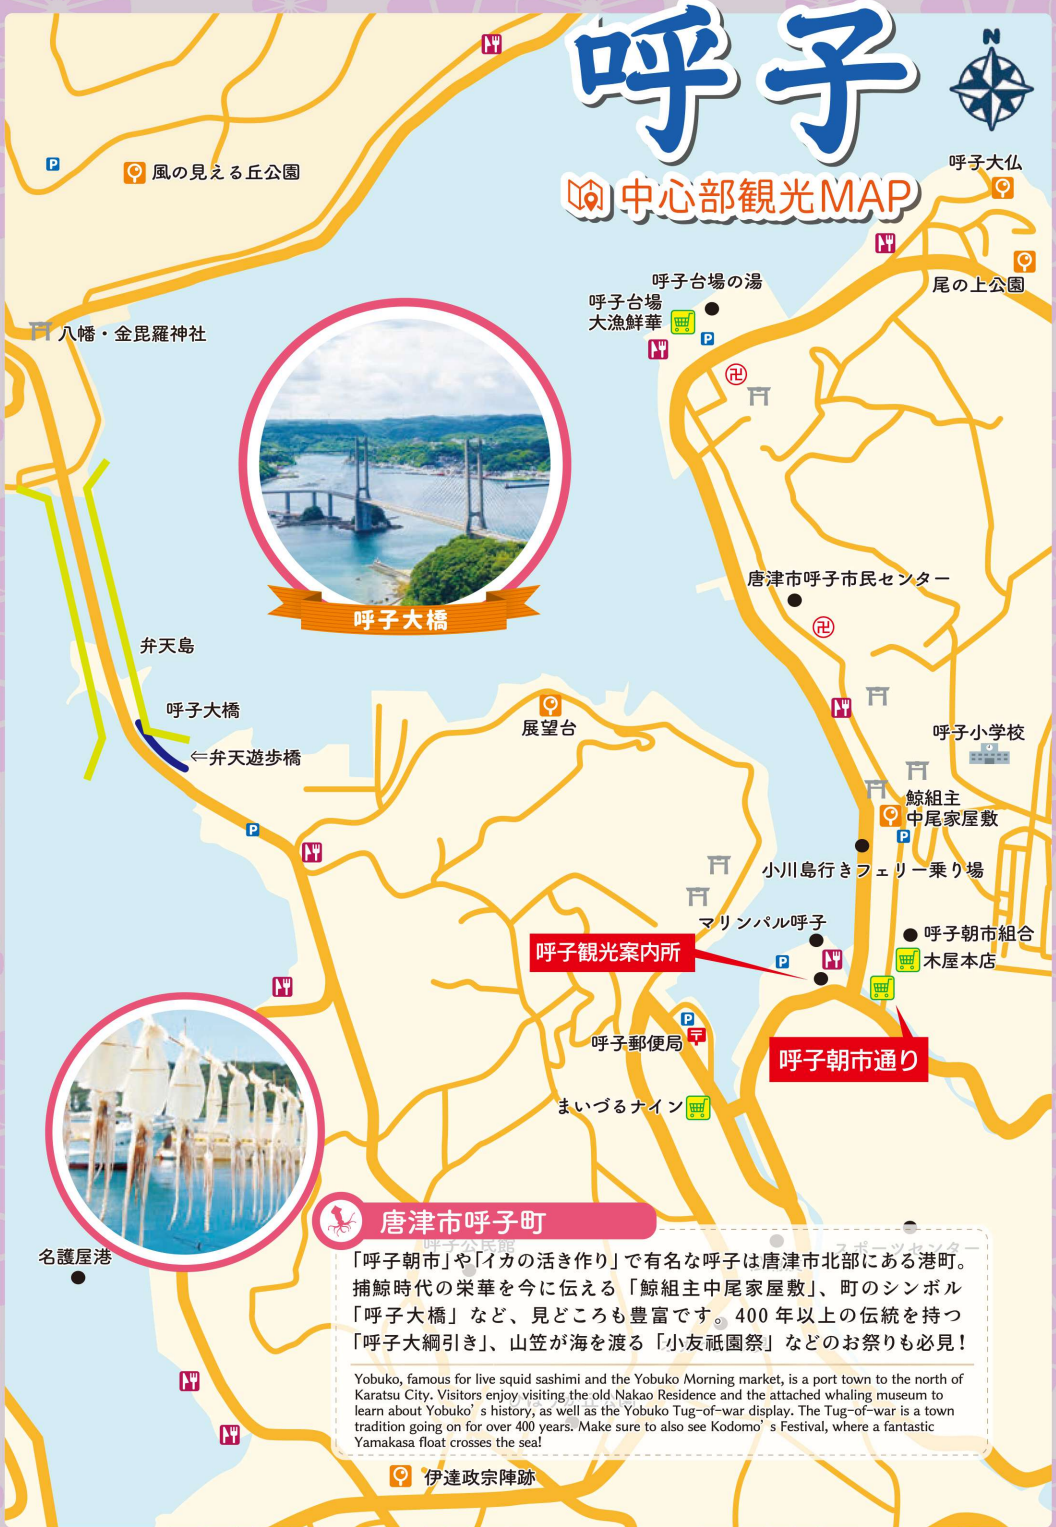 呼子
中心部観光MAP
N
呼子大仏
P
風の見える丘公園
尾の上公園
呼子台場の湯
呼子台場
大漁鮮華
P
八幡・金毘羅神社
呼子大橋
唐津市呼子市民センター
弁天島
呼子大橋
⇐弁天遊歩橋
展望台
呼子小学校
鯨組主
中尾家屋敷
P
P
小川島行きフェリー乗り場
マリンパル呼子
呼子朝市組合
呼子観光案内所
P
木屋本店
P
呼子郵便局
呼子朝市通り
まいづるナイン
名護屋港
唐津市呼子町
呼子公民館
スポーツセンター
「呼子朝市」や「イカの活き作り」で有名な呼子は唐津市北部にある港町。
捕鯨時代の栄華を今に伝える「鯨組主中尾家屋敷」、町のシンボル
「呼子大橋」など、見どころも豊富です。400 年以上の伝統を持つ
「呼子大綱引き」、山笠が海を渡る「小友祇園祭」などのお祭りも必見！
Yobuko, famous for live squid sashimi and the Yobuko Morning market, is a port town to the north of
Karatsu City. Visitors enjoy visiting the old Nakao Residence and the attached whaling museum to
learn about Yobuko’s history, as well as the Yobuko Tug-of-war display. The Tug-of-war is a town
tradition going on for over 400 years. Make sure to also see Kodomo’s Festival, where a fantastic
Yamakasa float crosses the sea!
伊達政宗陣跡